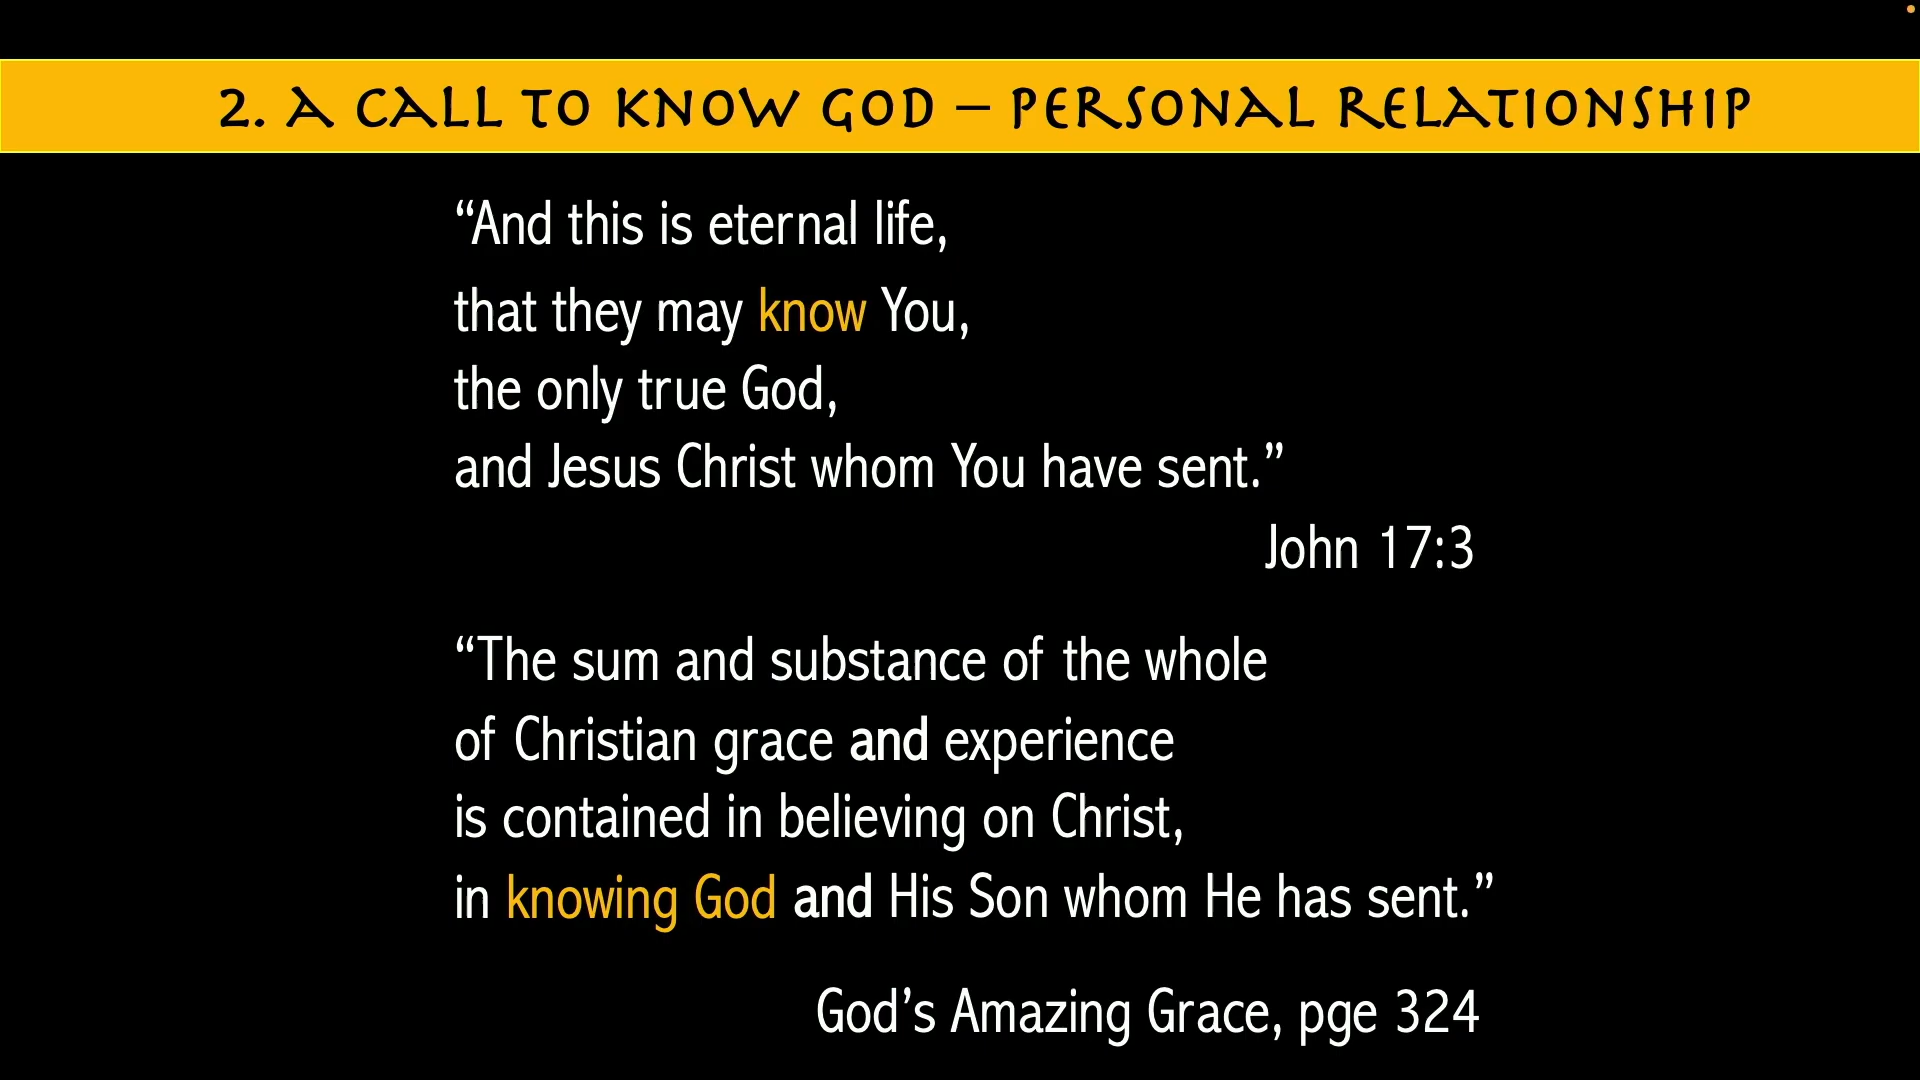 2. A CALL TO KNOW GOD – PERSONAL RELATIONSHIP
“And this is eternal life,
that they may know You,
the only true God,
and Jesus Christ whom You have sent.”
John 17:3
“The sum and substance of the whole
of Christian grace and experience
is contained in believing on Christ,
in knowing God and His Son whom He has sent.”
God’s Amazing Grace, pge 324